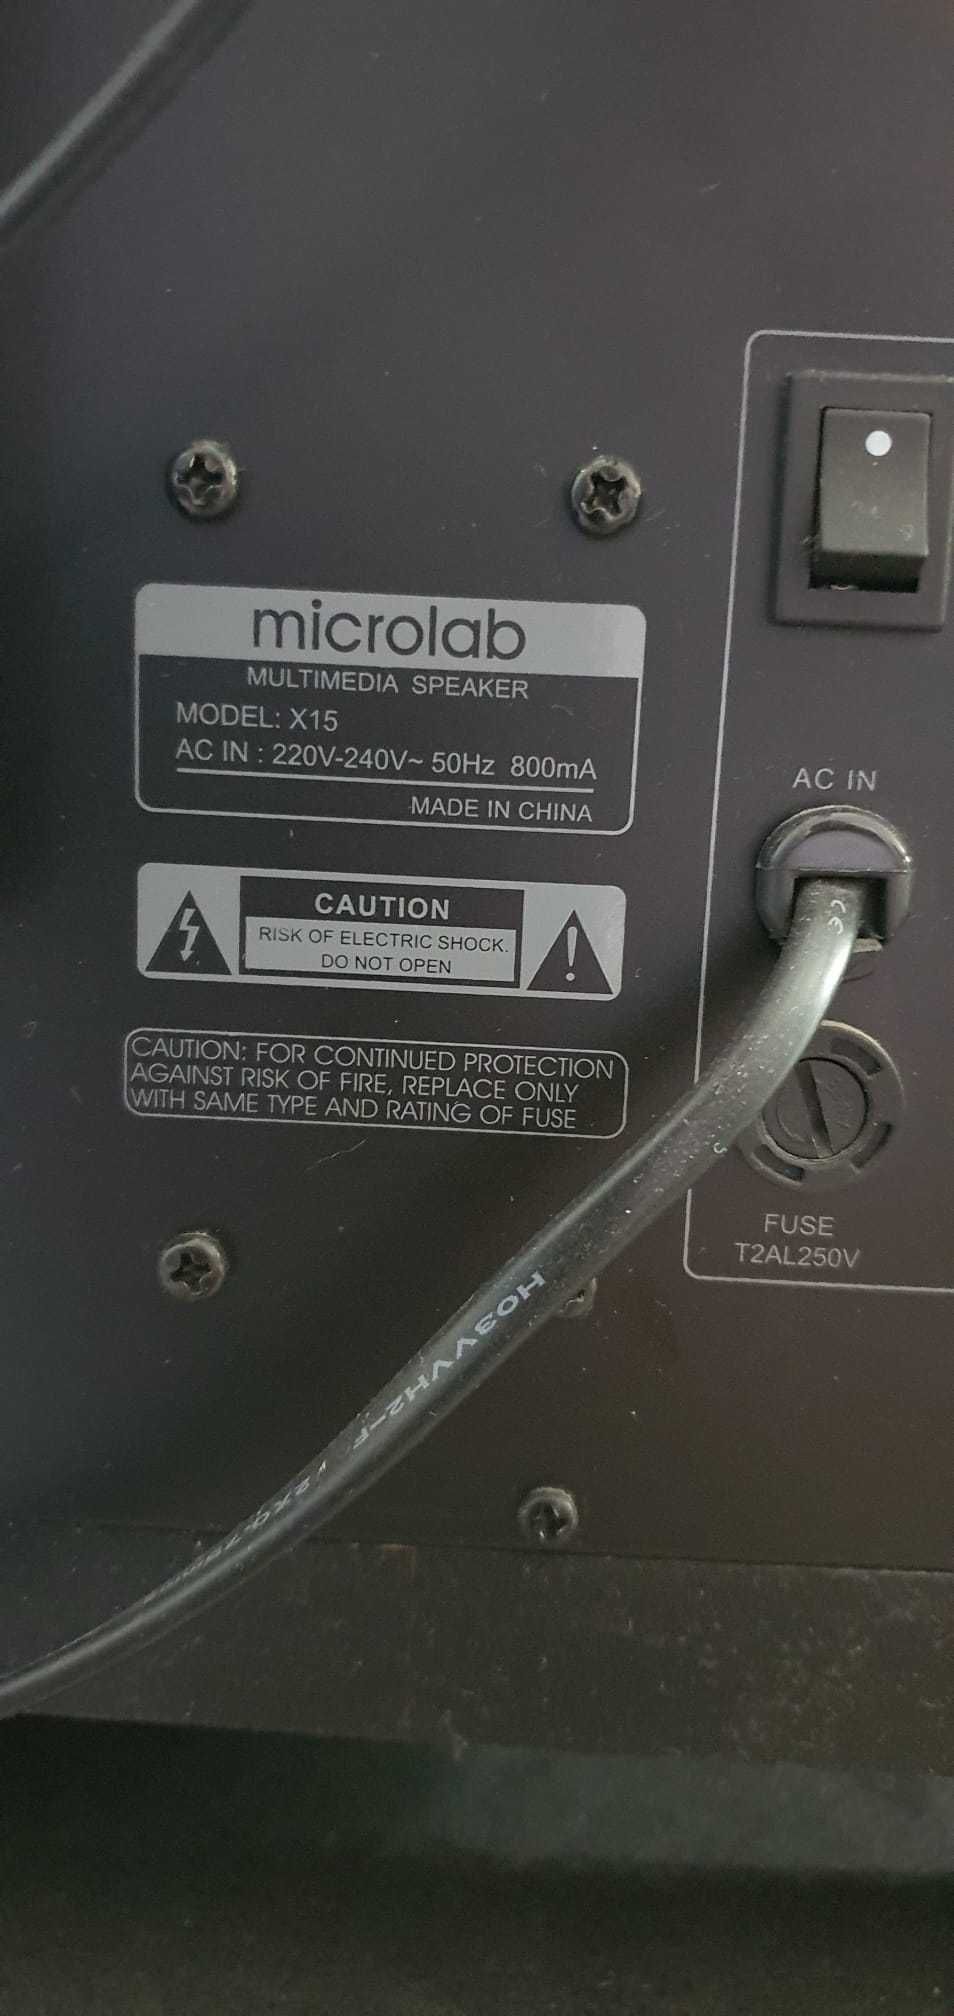 microlab
MULTIMEDIA SPEAKER
MODEL: X15
AC IN : 220V-240V~ 50Hz 800mA
MADE IN CHINA
CAUTION
RISK OF ELECTRIC SHOCK.
DO NOT OPEN
CAUTION: FOR CONTINUED PROTECTION
AGAINST RISK OF FIRE, REPLACE ONLY
WITH SAME TYPE AND RATING OF FUSE
AC IN
CE
FUSE
T2AL250V
H03VVH2-F